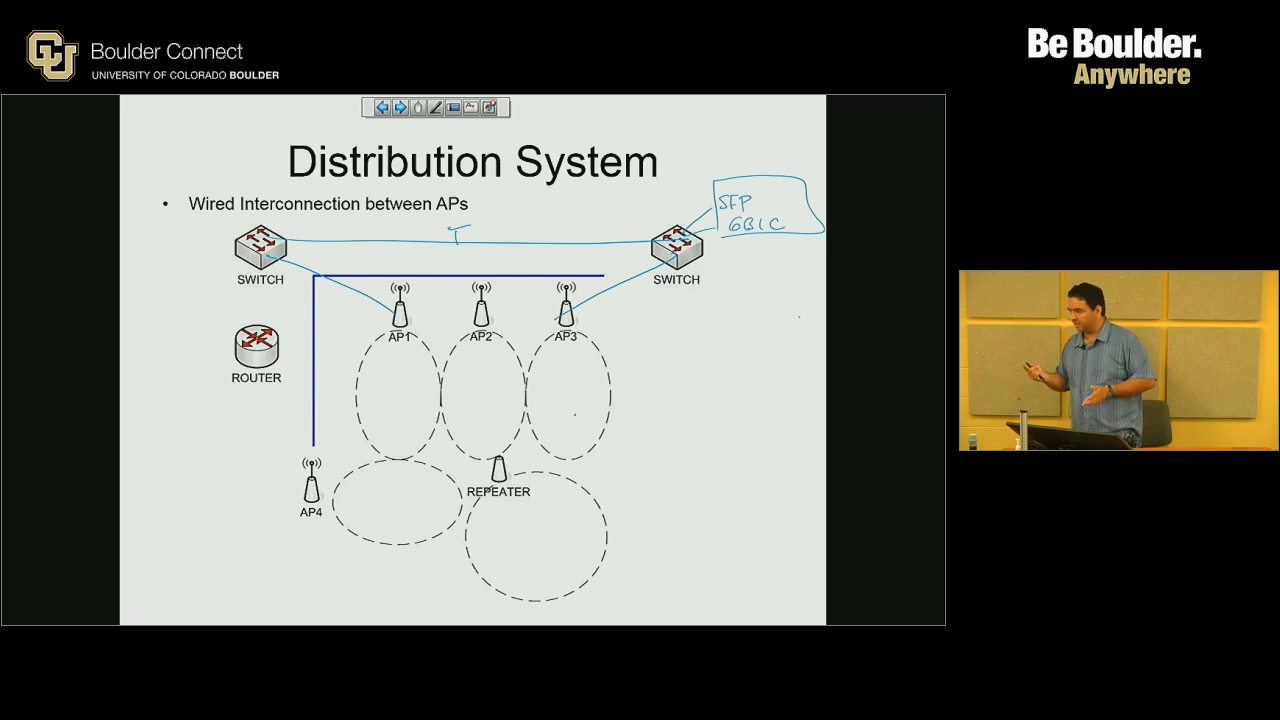 Boulder Connect
UNIVERSITY OF COLORADO BOULDER
Be Boulder.
Anywhere
Distribution System
• Wired Interconnection between APs
SFP
GBIC
T
SWITCH
SWITCH
AP1
AP2
AP3
ROUTER
REPEATER
AP4